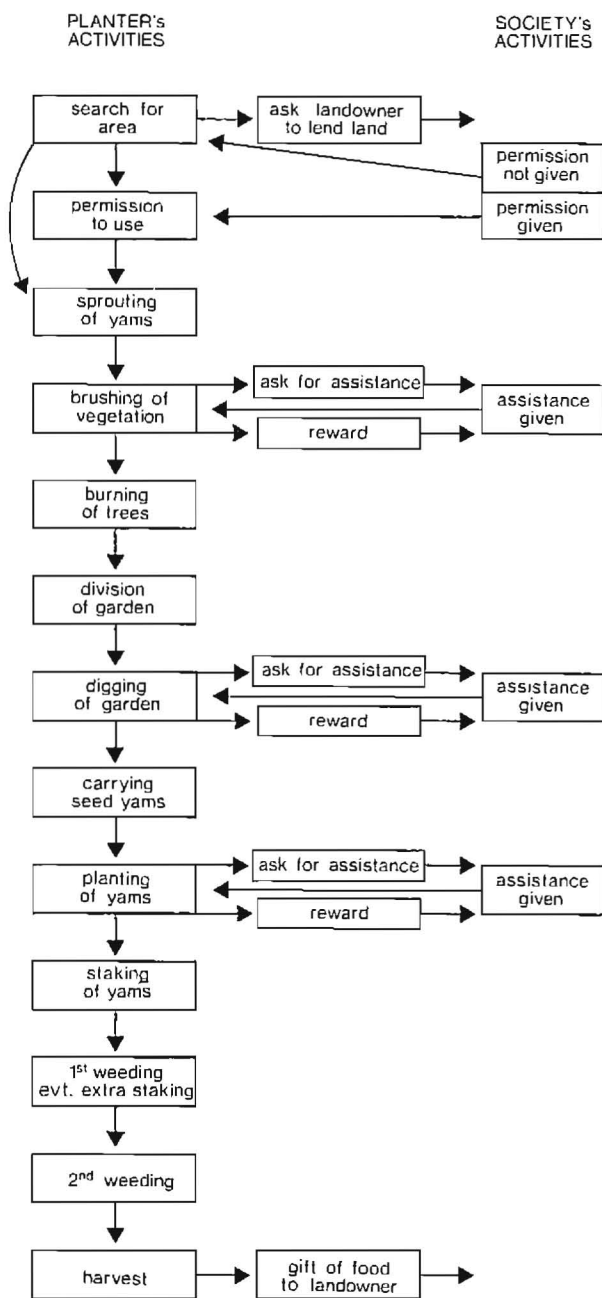 PLANTER's
ACTIVITIES
SOCIETY's
ACTIVITIES
search for
area
ask landowner
to lend land
permission
not given
permission
to use
permission
given
sprouting
of yams
brushing of
vegetation
ask for assistance
reward
assistance
given
burning
of trees
division
of garden
digging
of garden
ask for assistance
reward
assistance
given
carrying
seed yams
planting
of yams
ask for assistance
reward
assistance
given
staking
of yams
1st weeding
evt. extra staking
2nd weeding
harvest
gift of food
to landowner